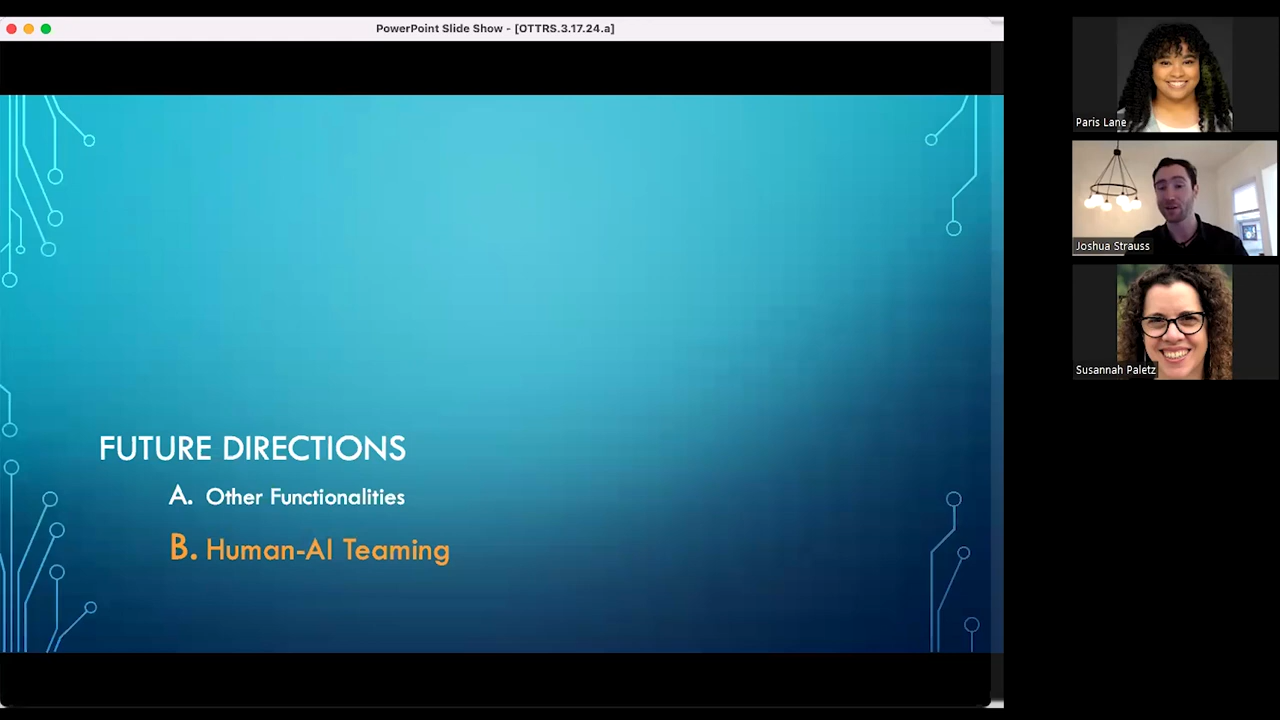 PowerPoint Slide Show - [OTTRS.3.17.24.a]
FUTURE DIRECTIONS
A. Other Functionalities
B. Human-AI Teaming
Paris Lane
Joshua Strauss
Susannah Paletz